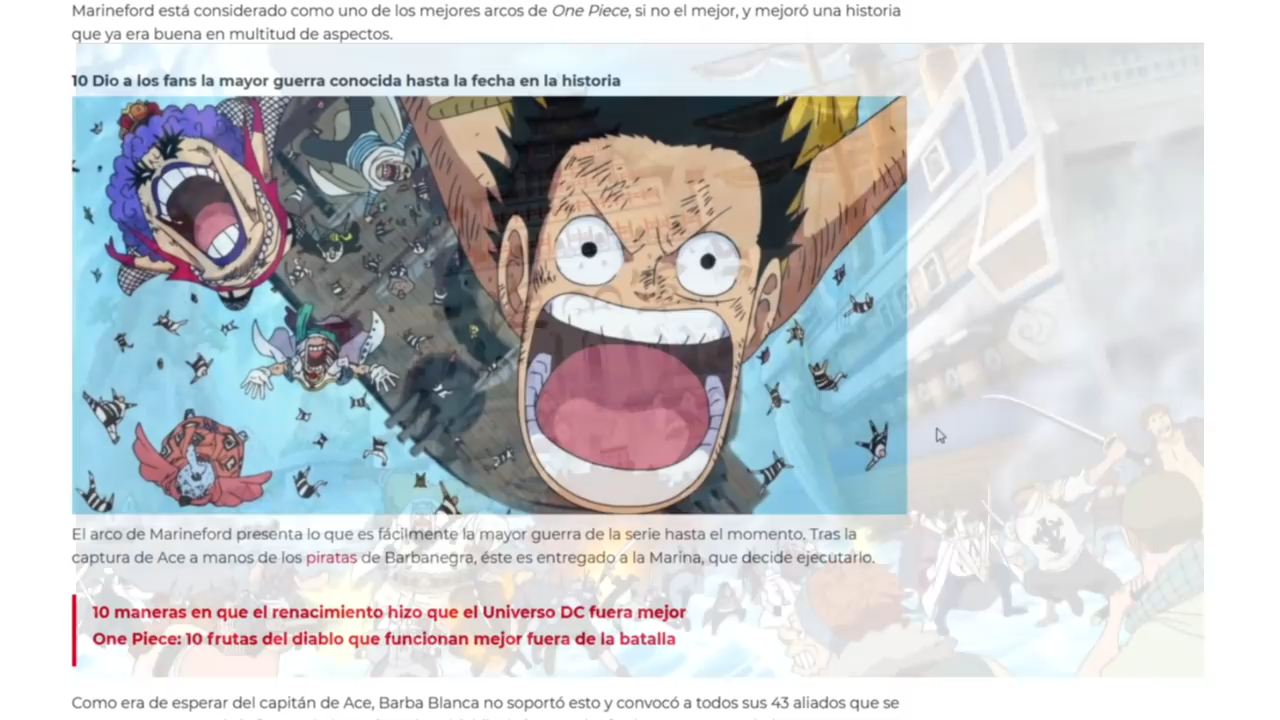 Marineford está considerado como uno de los mejores arcos de One Piece, si no el mejor, y mejoró una historia
que ya era buena en multitud de aspectos.
10 Dio a los fans la mayor guerra conocida hasta la fecha en la historia
El arco de Marineford presenta lo que es fácilmente la mayor guerra de la serie hasta el momento. Tras la
captura de Ace a manos de los piratas de Barbanegra, éste es entregado a la Marina, que decide ejecutarlo.
10 maneras en que el renacimiento hizo que el Universo DC fuera mejor
One Piece: 10 frutas del diablo que funcionan mejor fuera de la batalla
Como era de esperar del capitán de Ace, Barba Blanca no soportó esto y convocó a todos sus 43 aliados que se